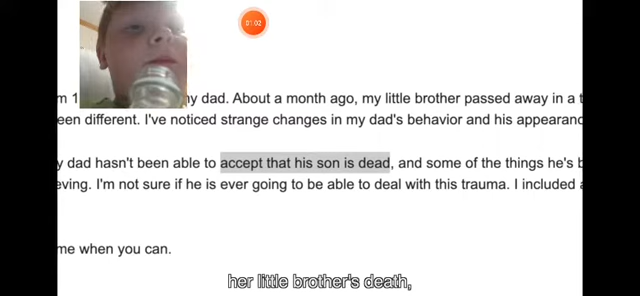 01:02
m 1 my dad. About a month ago, my little brother passed away in a t
een different. I've noticed strange changes in my dad's behavior and his appearanc
y dad hasn't been able to accept that his son is dead, and some of the things he's b
eving. I'm not sure if he is ever going to be able to deal with this trauma. I included a
me when you can.
her little brother's death,